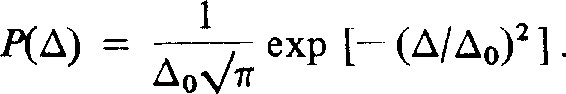 P(Δ) = 1/(Δ₀√π) exp [−(Δ/Δ₀)²].